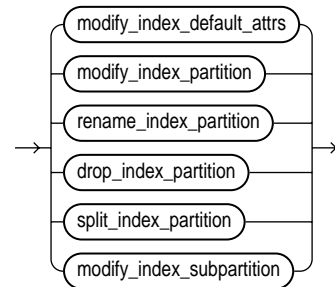 modify_index_default_attrs
modify_index_partition
rename_index_partition
drop_index_partition
split_index_partition
modify_index_subpartition